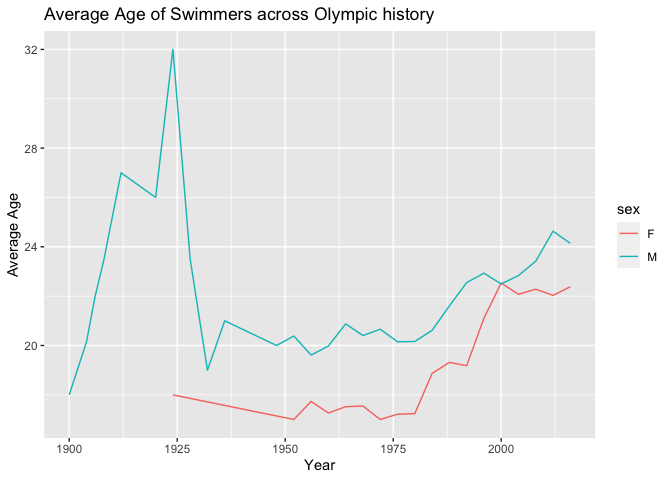 Average Age of Swimmers across Olympic history
32
28
24
20
Average Age
1900 1925 1950 1975 2000
Year
sex
F
M